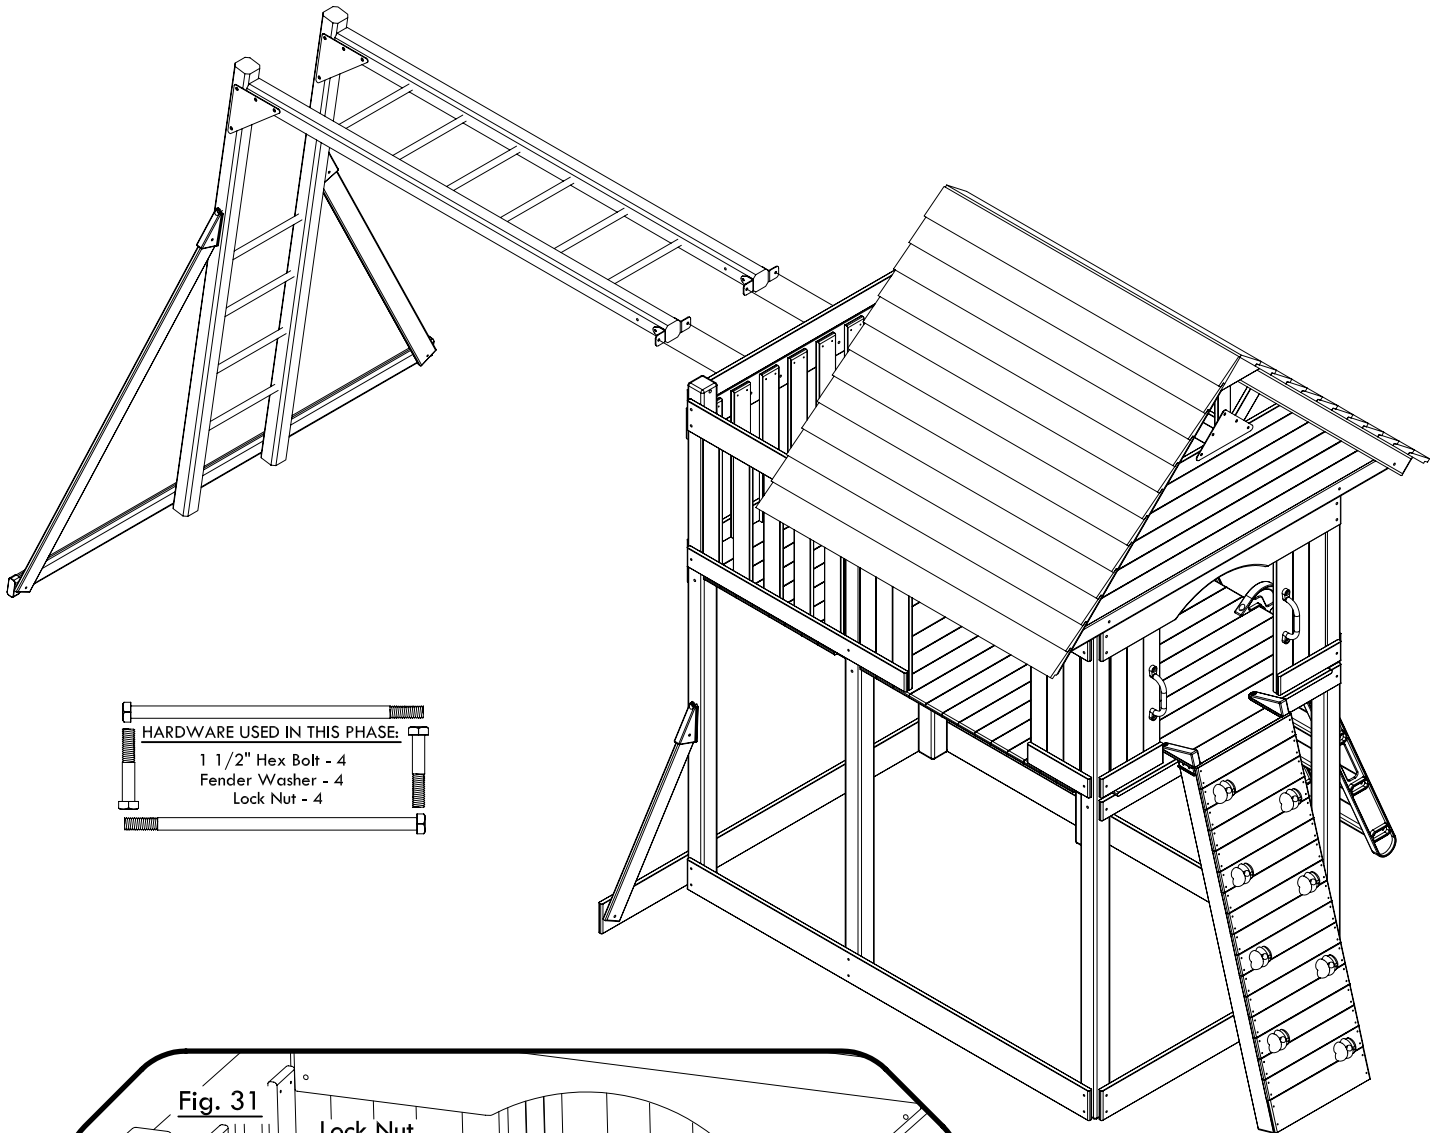 HARDWARE USED IN THIS PHASE:
1 1/2" Hex Bolt - 4
Fender Washer - 4
Lock Nut - 4
Fig. 31
Lock Nut